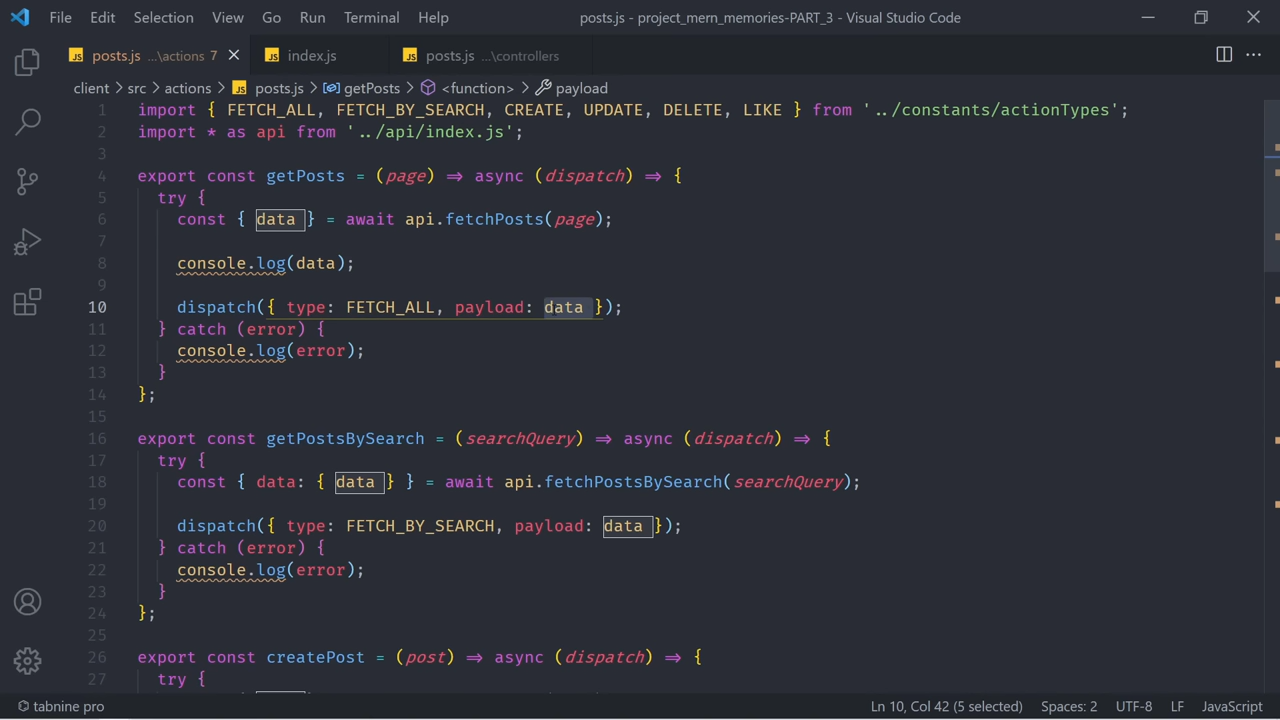 File Edit Selection View Go Run Terminal Help posts.js - project_mern_memories-PART_3 - Visual Studio Code
JS posts.js ...\actions 7 JS index.js JS posts.js ...\controllers
client > src > actions > JS posts.js > getPosts > <function> > payload
1 import { FETCH_ALL, FETCH_BY_SEARCH, CREATE, UPDATE, DELETE, LIKE } from '../constants/actionTypes';
2 import * as api from '../api/index.js';
3
4 export const getPosts = (page) => async (dispatch) => {
5 try {
6 const { data } = await api.fetchPosts(page);
7
8 console.log(data);
9
10 dispatch({ type: FETCH_ALL, payload: data });
11 } catch (error) {
12 console.log(error);
13 }
14 };
15
16 export const getPostsBySearch = (searchQuery) => async (dispatch) => {
17 try {
18 const { data: { data } } = await api.fetchPostsBySearch(searchQuery);
19
20 dispatch({ type: FETCH_BY_SEARCH, payload: data });
21 } catch (error) {
22 console.log(error);
23 }
24 };
25
26 export const createPost = (post) => async (dispatch) => {
27 try {
tabnine pro Ln 10, Col 42 (5 selected) Spaces: 2 UTF-8 LF JavaScript